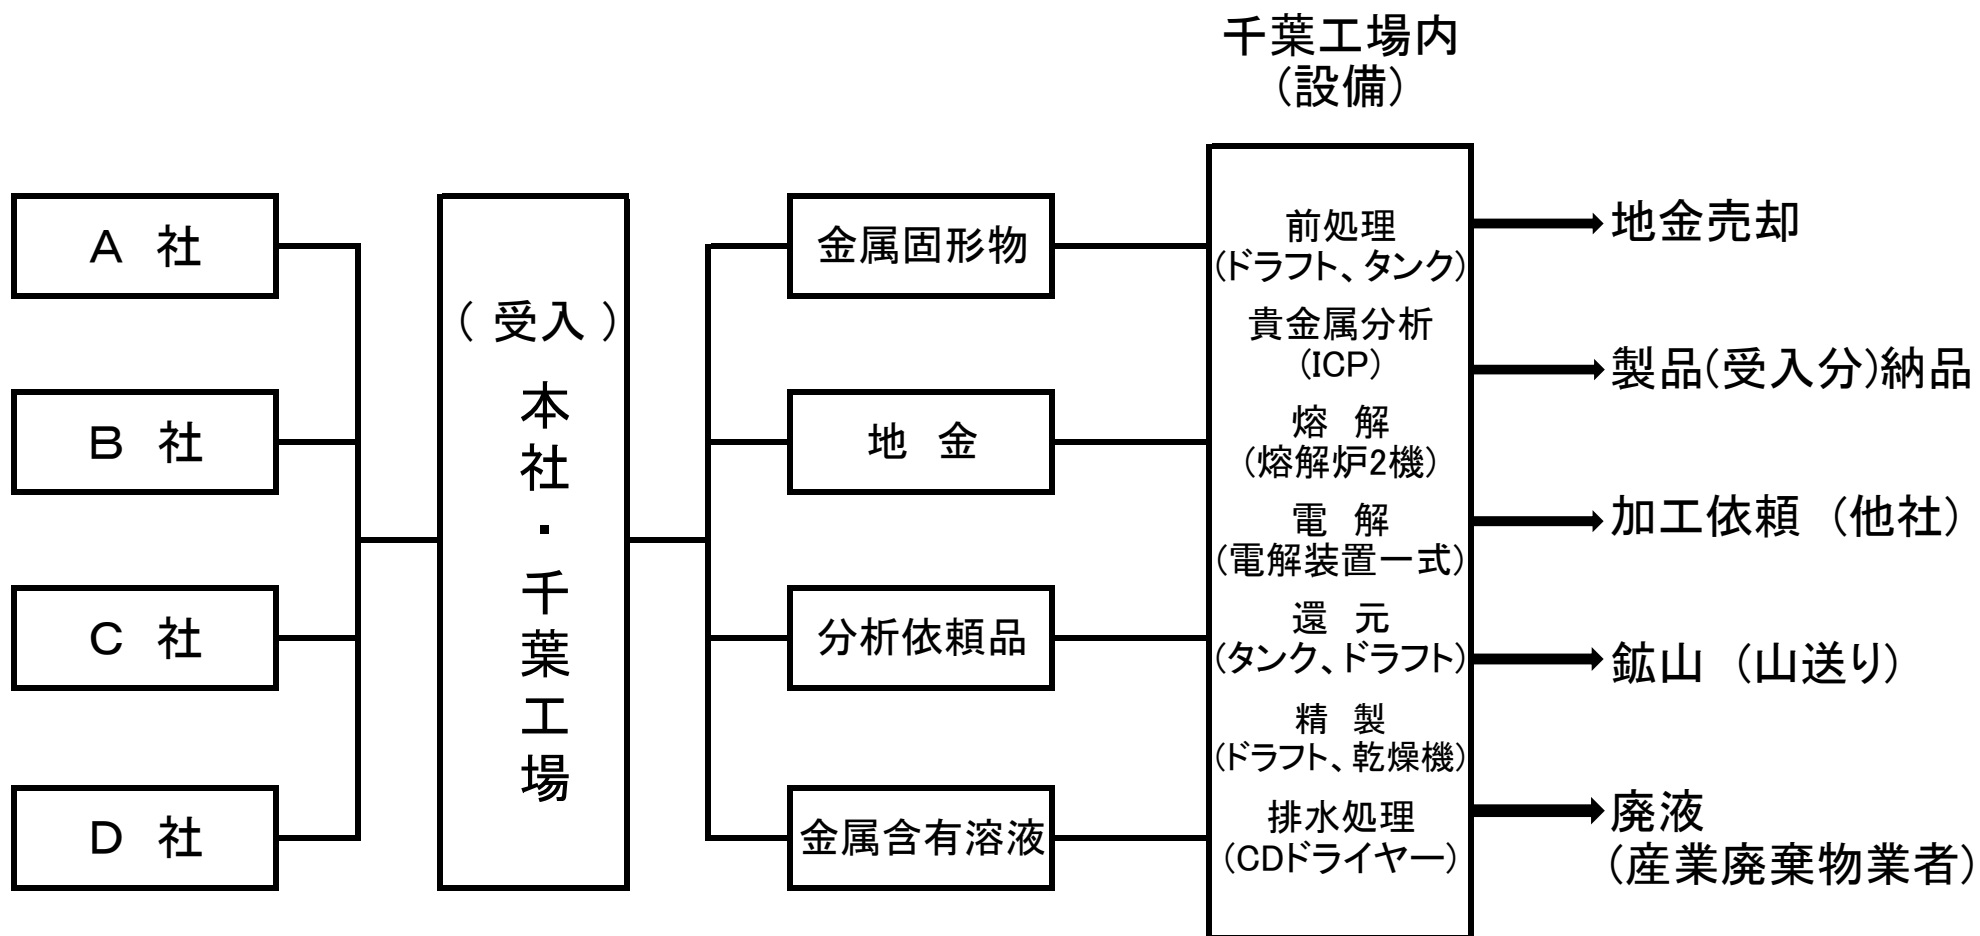 千葉工場内
（設備）
A 社
B 社
C 社
D 社
（ 受入 ）
本社・千葉工場
金属固形物
地 金
分析依頼品
金属含有溶液
前処理
（ドラフト、タンク）
貴金属分析
（ICP）
熔 解
（熔解炉2機）
電 解
（電解装置一式）
還 元
（タンク、ドラフト）
精 製
（ドラフト、乾燥機）
排水処理
（CDドライヤー）
地金売却
製品(受入分)納品
加工依頼 （他社）
鉱山 （山送り）
廃液
（産業廃棄物業者）